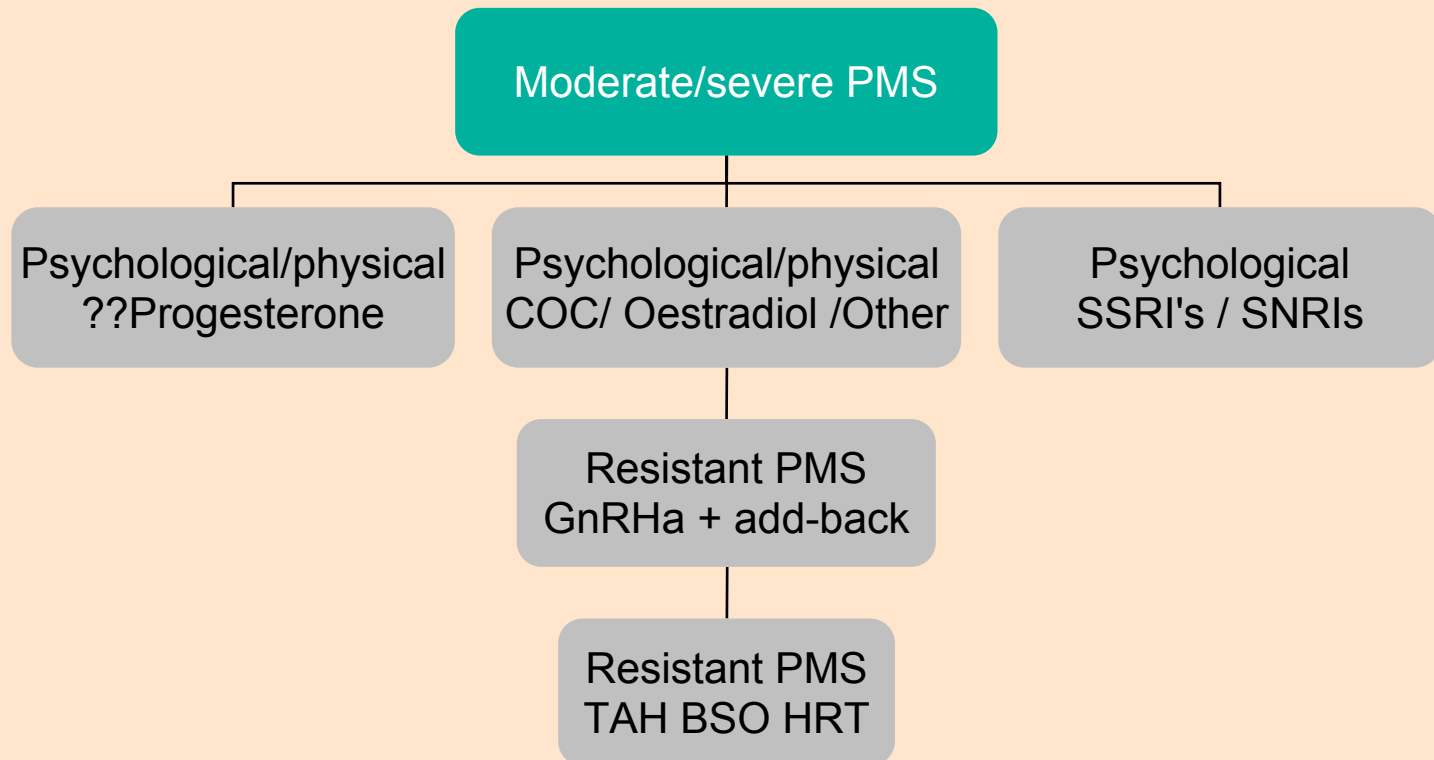 Moderate/severe PMS
Psychological/physical
??Progesterone
Psychological/physical
COC/ Oestradiol /Other
Psychological
SSRI's / SNRIs
Resistant PMS
GnRHa + add-back
Resistant PMS
TAH BSO HRT